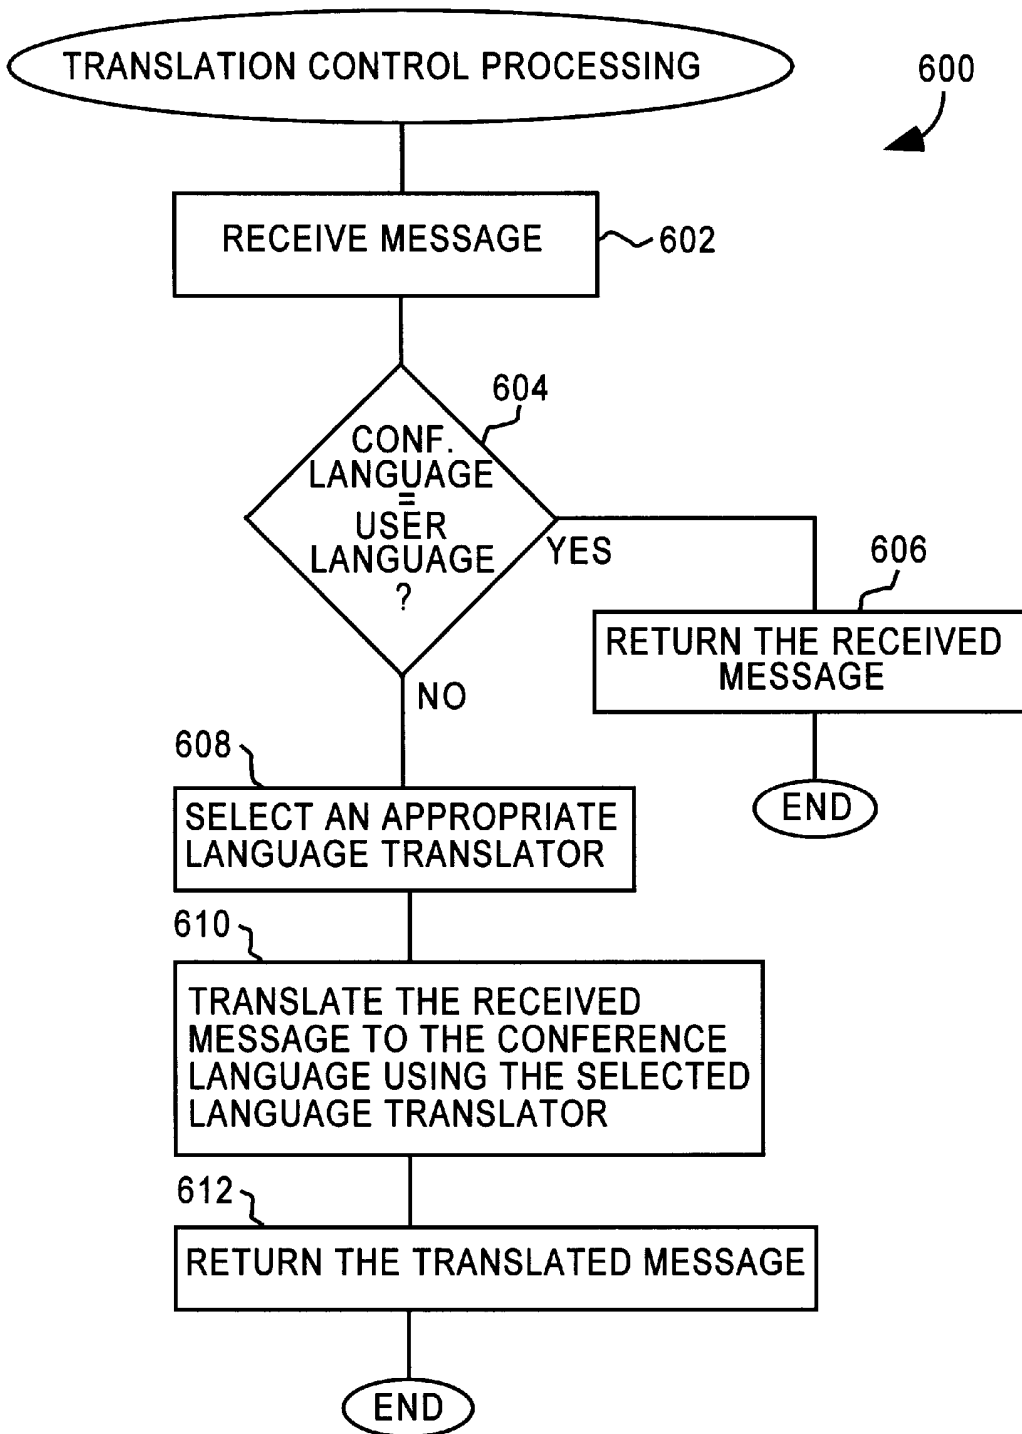 TRANSLATION CONTROL PROCESSING
600
RECEIVE MESSAGE
602
604
CONF.
LANGUAGE
=
USER
LANGUAGE
?
YES
606
RETURN THE RECEIVED
MESSAGE
END
NO
608
SELECT AN APPROPRIATE
LANGUAGE TRANSLATOR
610
TRANSLATE THE RECEIVED
MESSAGE TO THE CONFERENCE
LANGUAGE USING THE SELECTED
LANGUAGE TRANSLATOR
612
RETURN THE TRANSLATED MESSAGE
END